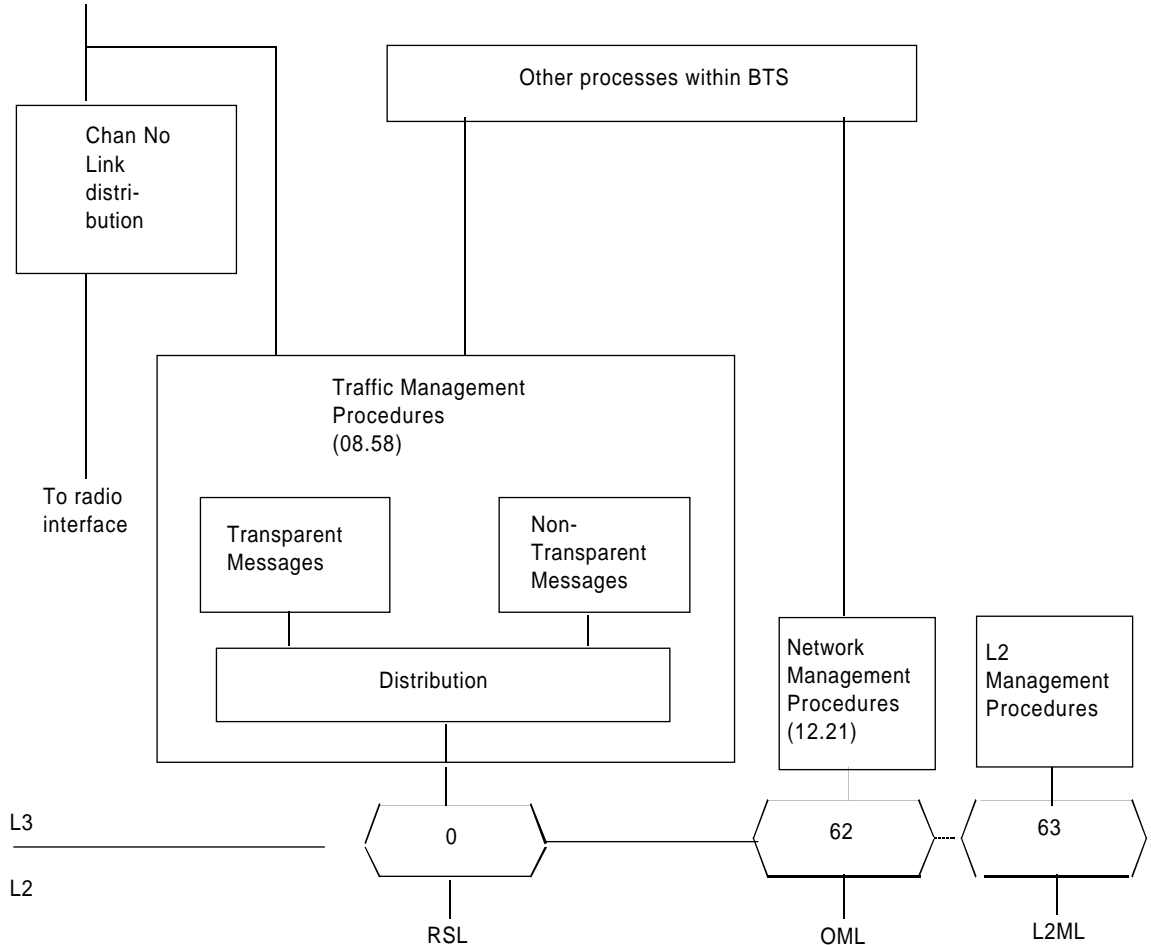 Other processes within BTS
Chan No
Link
distri-
bution
Traffic Management
Procedures
(08.58)
To radio
interface
Transparent
Messages
Non-
Transparent
Messages
Distribution
Network
Management
Procedures
(12.21)
L2
Management
Procedures
L3
0
62
63
L2
RSL
OML
L2ML